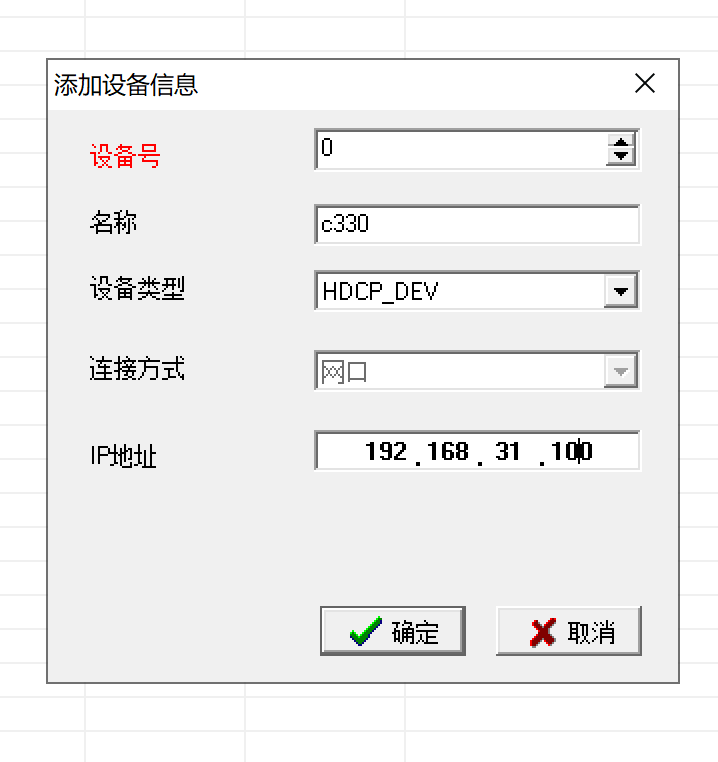 添加设备信息
设备号 0
名称 c330
设备类型 HDCP_DEV
连接方式 网口
IP地址 192.168.31.100
确定 取消